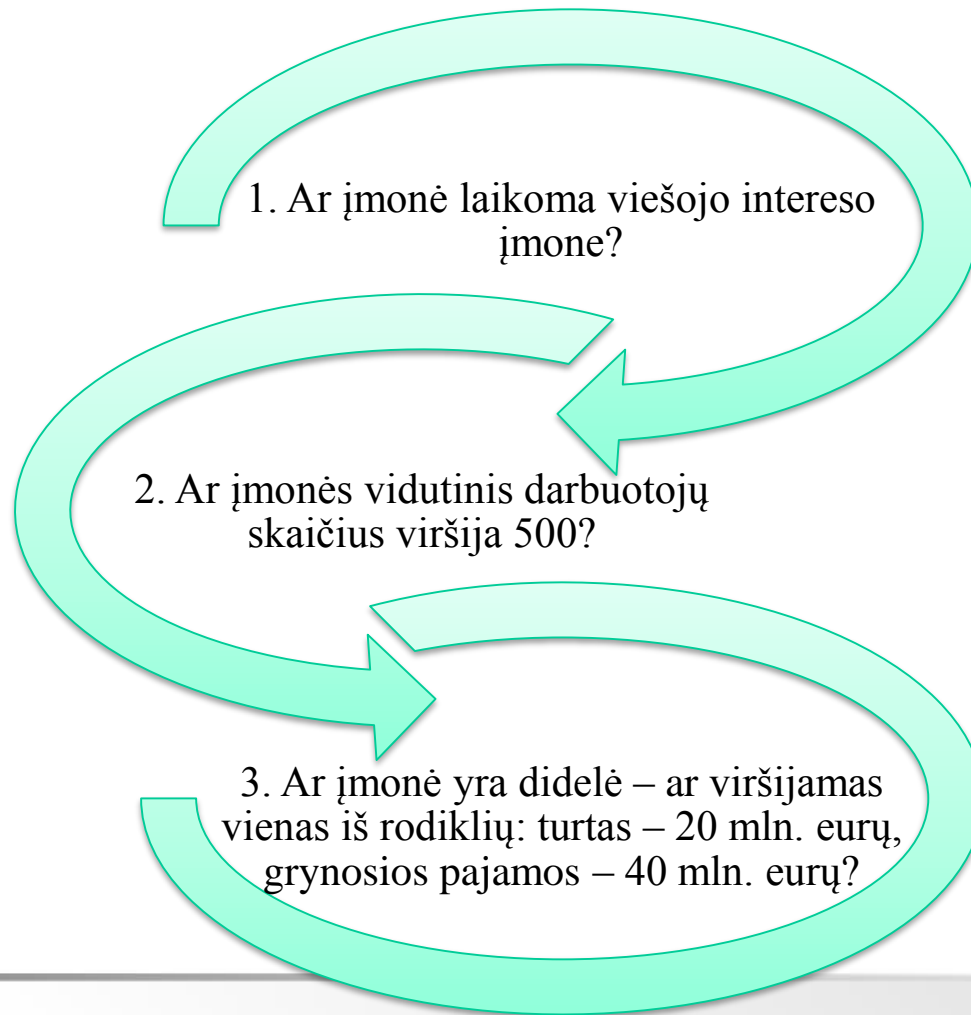 1. Ar įmonė laikoma viešojo intereso
įmone?
2. Ar įmonės vidutinis darbuotojų
skaičius viršija 500?
3. Ar įmonė yra didelė – ar viršijamas
vienas iš rodiklių: turtas – 20 mln. eurų,
grynosios pajamos – 40 mln. eurų?